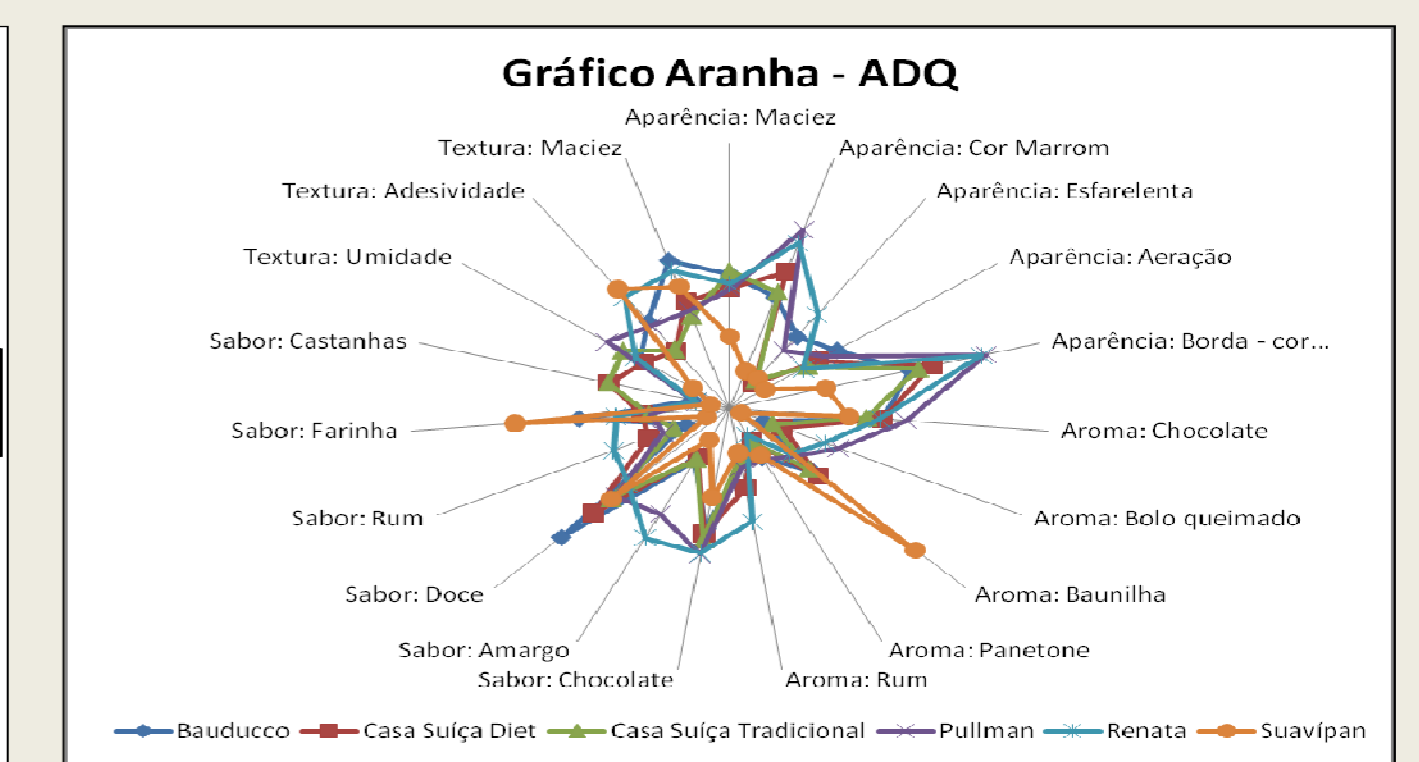 Gráfico Aranha - ADQ
Aparência: Maciez
Textura: Maciez
Aparência: Cor Marrom
Textura: Adesividade
Aparência: Esfarelenta
Textura: Umidade
Aparência: Aeração
Sabor: Castanhas
Aparência: Borda - cor...
Sabor: Farinha
Aroma: Chocolate
Sabor: Rum
Aroma: Bolo queimado
Sabor: Doce
Aroma: Baunilha
Sabor: Amargo
Aroma: Panetone
Sabor: Chocolate
Aroma: Rum
Bauducco Casa Suíça Diet Casa Suíça Tradicional Pullman Renata Suavípan